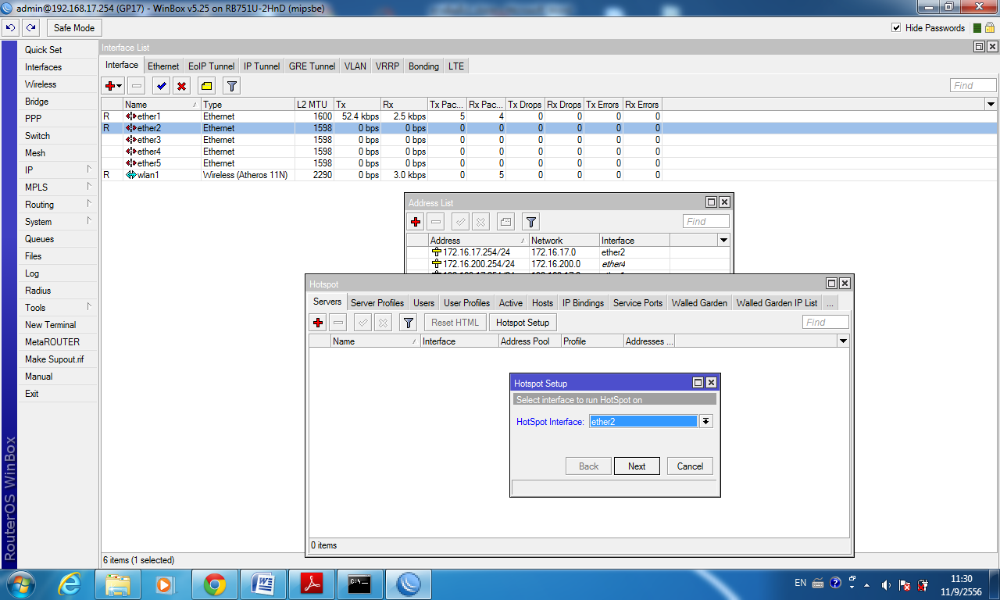 admin@192.168.17.254 (GP17) - WinBox v5.25 on RB751U-2HnD (mipsbe)
Safe Mode
Hide Passwords
Quick Set
Interfaces
Wireless
Bridge
PPP
Switch
Mesh
IP
MPLS
Routing
System
Queues
Files
Log
Radius
Tools
New Terminal
MetaROUTER
Make Supout.rif
Manual
Exit
RouterOS WinBox
Interface List
Interface Ethernet EoIP Tunnel IP Tunnel GRE Tunnel VLAN VRRP Bonding LTE
Find
Name Type L2 MTU Tx Rx Tx Pac... Rx Pac... Tx Drops Rx Drops Tx Errors Rx Errors
R ether1 Ethernet 1600 52.4 kbps 2.5 kbps 5 4 0 0 0 0
R ether2 Ethernet 1598 0 bps 0 bps 0 0 0 0 0 0
ether3 Ethernet 1598 0 bps 0 bps 0 0 0 0 0 0
ether4 Ethernet 1598 0 bps 0 bps 0 0 0 0 0 0
ether5 Ethernet 1598 0 bps 0 bps 0 0 0 0 0 0
R wlan1 Wireless (Atheros 11N) 2290 0 bps 3.0 kbps 0 5 0 0 0 0
Address List
Find
Address Network Interface
172.16.17.254/24 172.16.17.0 ether2
172.16.200.254/24 172.16.200.0 ether4
Hotspot
Servers Server Profiles Users User Profiles Active Hosts IP Bindings Service Ports Walled Garden Walled Garden IP List ...
Reset HTML Hotspot Setup Find
Name Interface Address Pool Profile Addresses ...
Hotspot Setup
Select interface to run HotSpot on
HotSpot Interface: ether2
Back Next Cancel
0 items
6 items (1 selected)
EN
11:30
11/9/2556